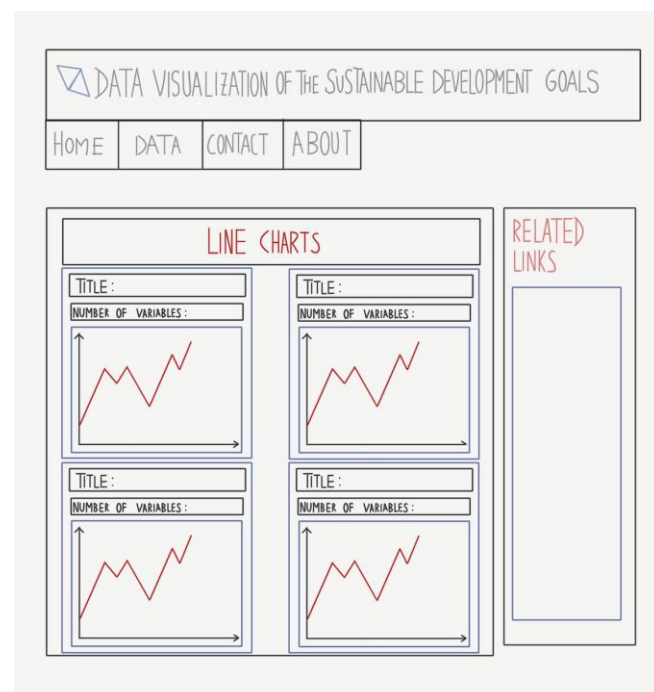 DATA VISUALIZATION OF THE SUSTAINABLE DEVELOPMENT GOALS
HOME DATA CONTACT ABOUT
LINE CHARTS
TITLE:
NUMBER OF VARIABLES:
TITLE:
NUMBER OF VARIABLES:
TITLE:
NUMBER OF VARIABLES:
TITLE:
NUMBER OF VARIABLES:
RELATED
LINKS